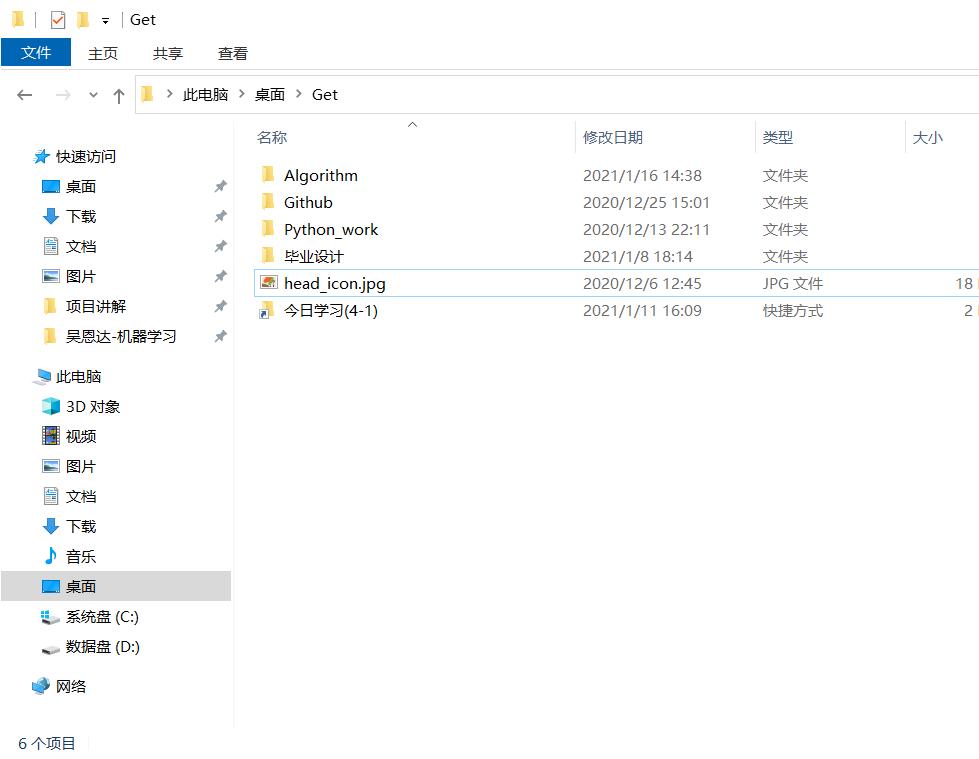 Get
文件 主页 共享 查看
此电脑 桌面 Get
名称 修改日期 类型 大小
快速访问
桌面
下载
文档
图片
项目讲解
吴恩达-机器学习
此电脑
3D 对象
视频
图片
文档
下载
音乐
桌面
系统盘 (C:)
数据盘 (D:)
网络
Algorithm 2021/1/16 14:38 文件夹
Github 2020/12/25 15:01 文件夹
Python_work 2020/12/13 22:11 文件夹
毕业设计 2021/1/8 18:14 文件夹
head_icon.jpg 2020/12/6 12:45 JPG 文件 18
今日学习(4-1) 2021/1/11 16:09 快捷方式 2
6 个项目